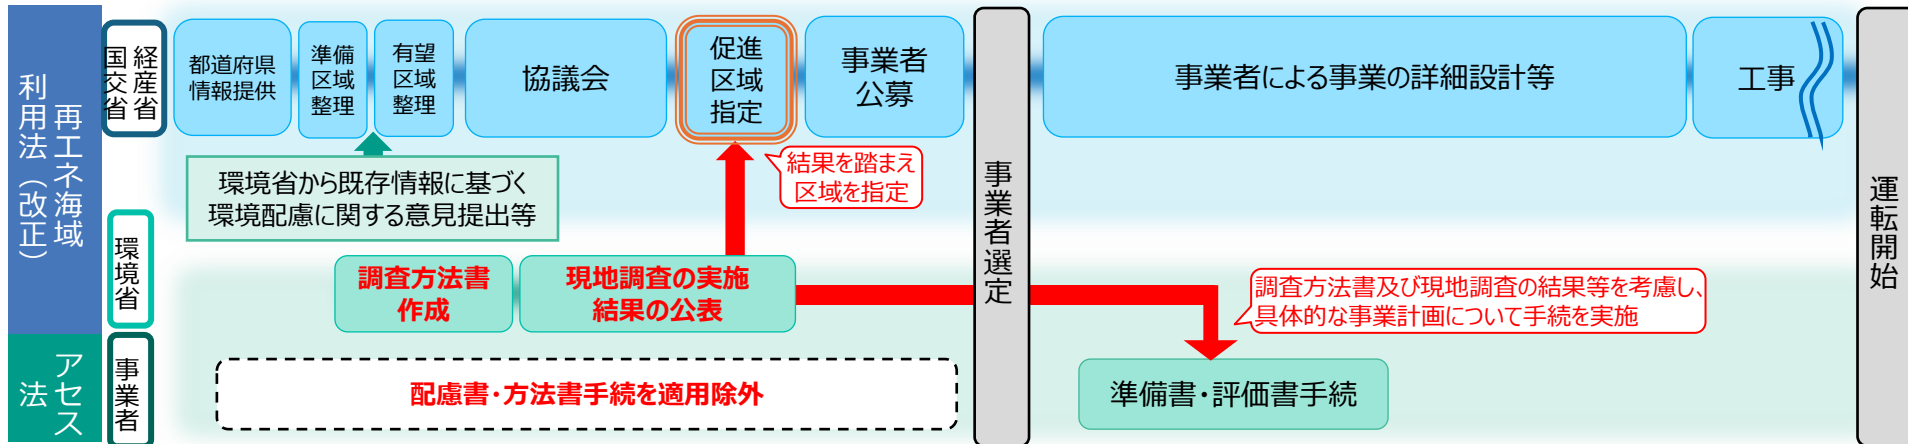 再エネ海域
利用法（改正）
アセス
法
経産省
国交省
環境省
事業者
都道府県
情報提供
準備
区域
整理
有望
区域
整理
協議会
促進
区域
指定
事業者
公募
事業者選定
事業者による事業の詳細設計等
工事
運転開始
環境省から既存情報に基づく
環境配慮に関する意見提出等
結果を踏まえ
区域を指定
調査方法書
作成
現地調査の実施
結果の公表
調査方法書及び現地調査の結果等を考慮し、
具体的な事業計画について手続を実施
配慮書・方法書手続を適用除外
準備書・評価書手続